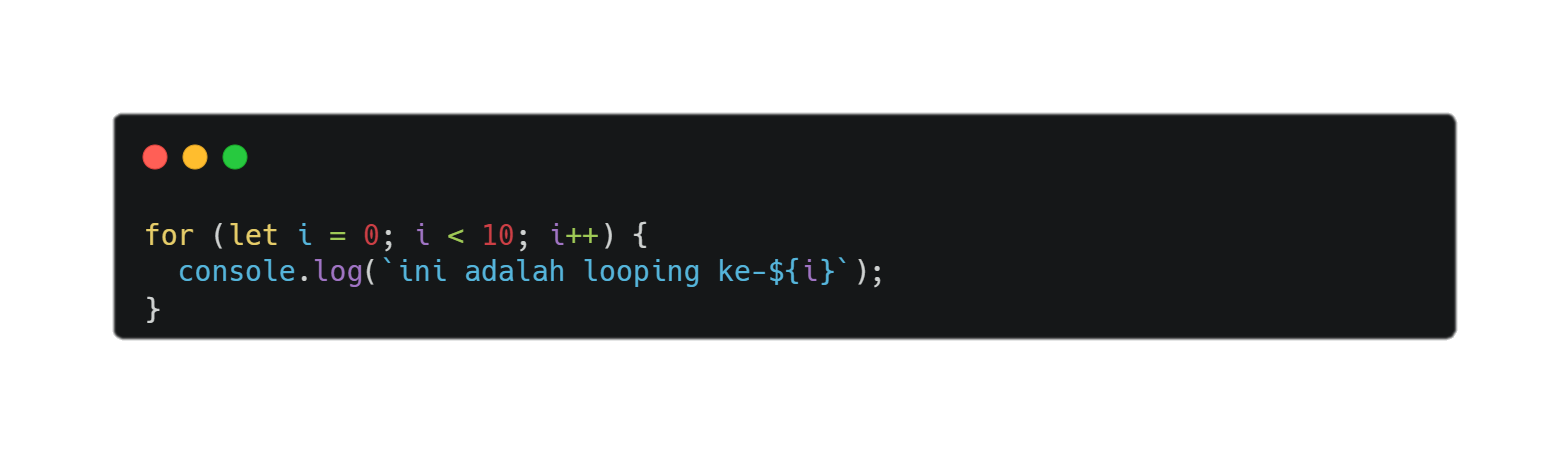 for (let i = 0; i < 10; i++) {
  console.log(`ini adalah looping ke-${i}`);
}